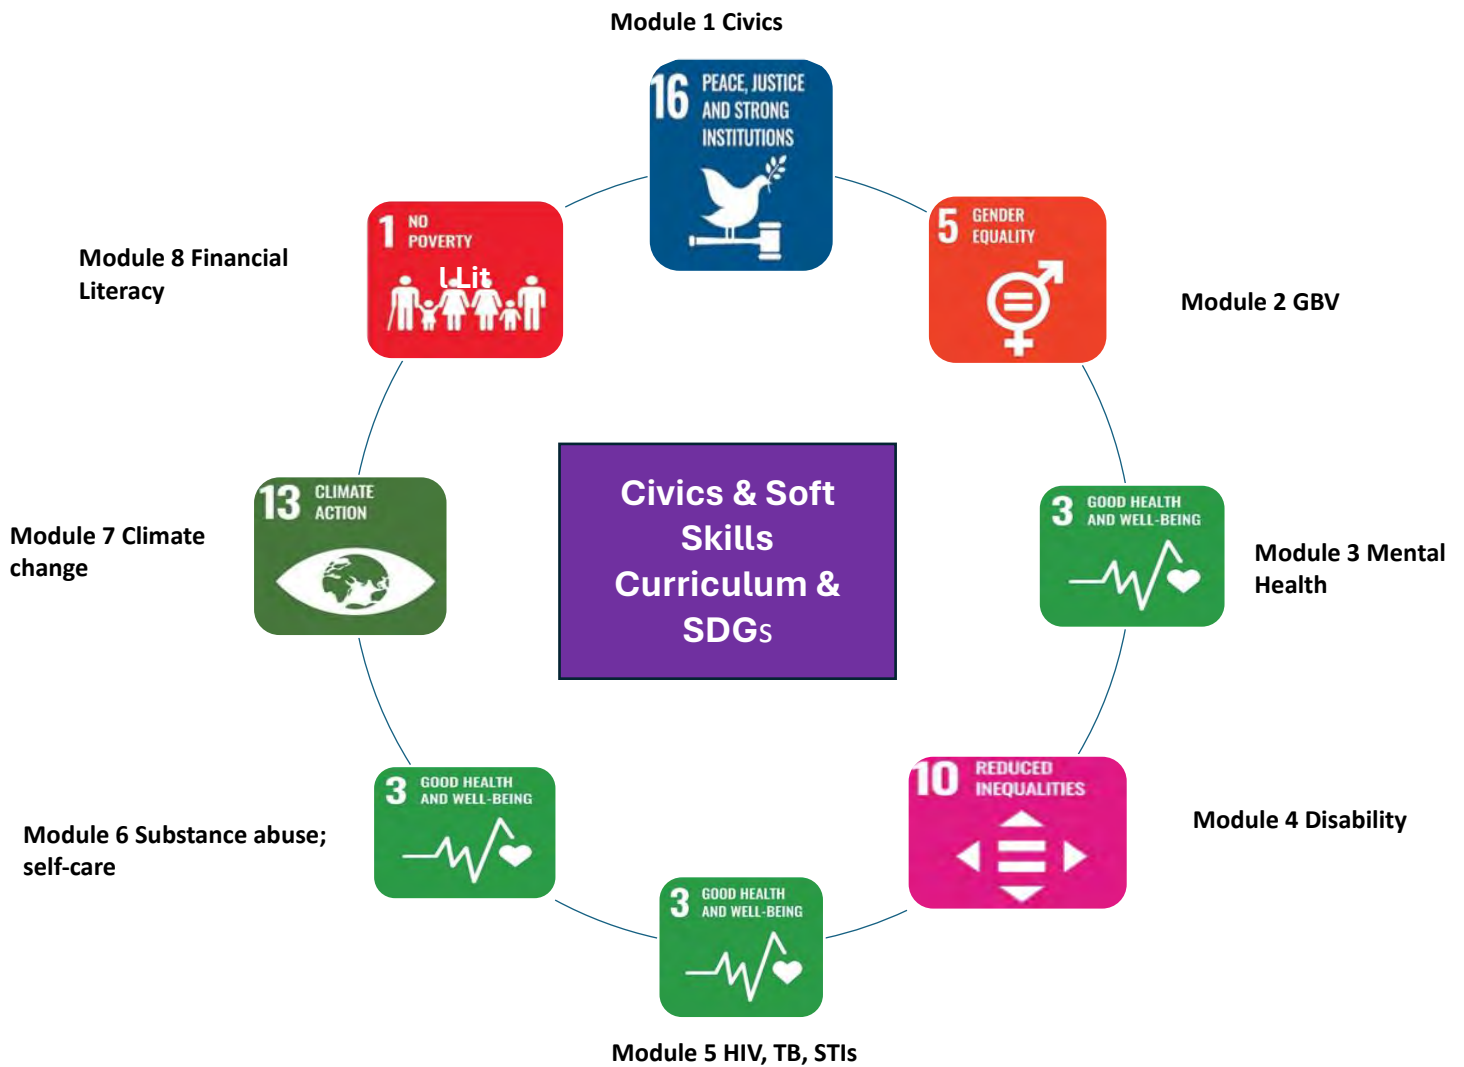 Module 1 Civics
16 PEACE, JUSTICE
AND STRONG
INSTITUTIONS
5 GENDER
EQUALITY
Module 2 GBV
3 GOOD HEALTH
AND WELL-BEING
Module 3 Mental
Health
10 REDUCED
INEQUALITIES
Module 4 Disability
3 GOOD HEALTH
AND WELL-BEING
Module 5 HIV, TB, STIs
3 GOOD HEALTH
AND WELL-BEING
Module 6 Substance abuse;
self-care
13 CLIMATE
ACTION
Module 7 Climate
change
1 NO
POVERTY
l Lit
Module 8 Financial
Literacy
Civics & Soft
Skills
Curriculum &
SDGs